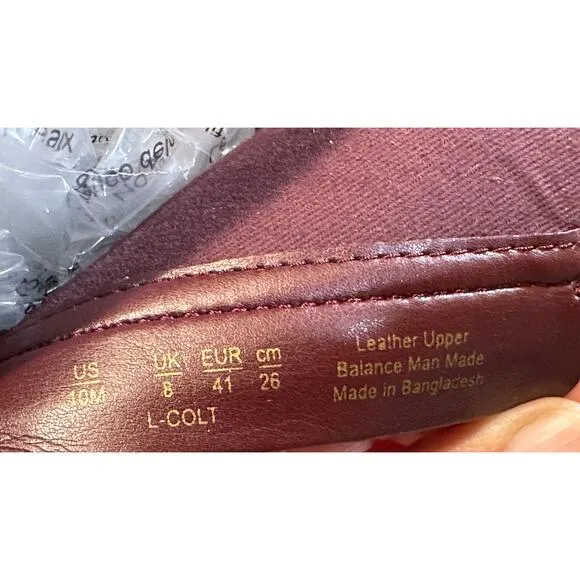 US UK EUR cm
10M 8 41 26
L-COLT
Leather Upper
Balance Man Made
Made in Bangladesh